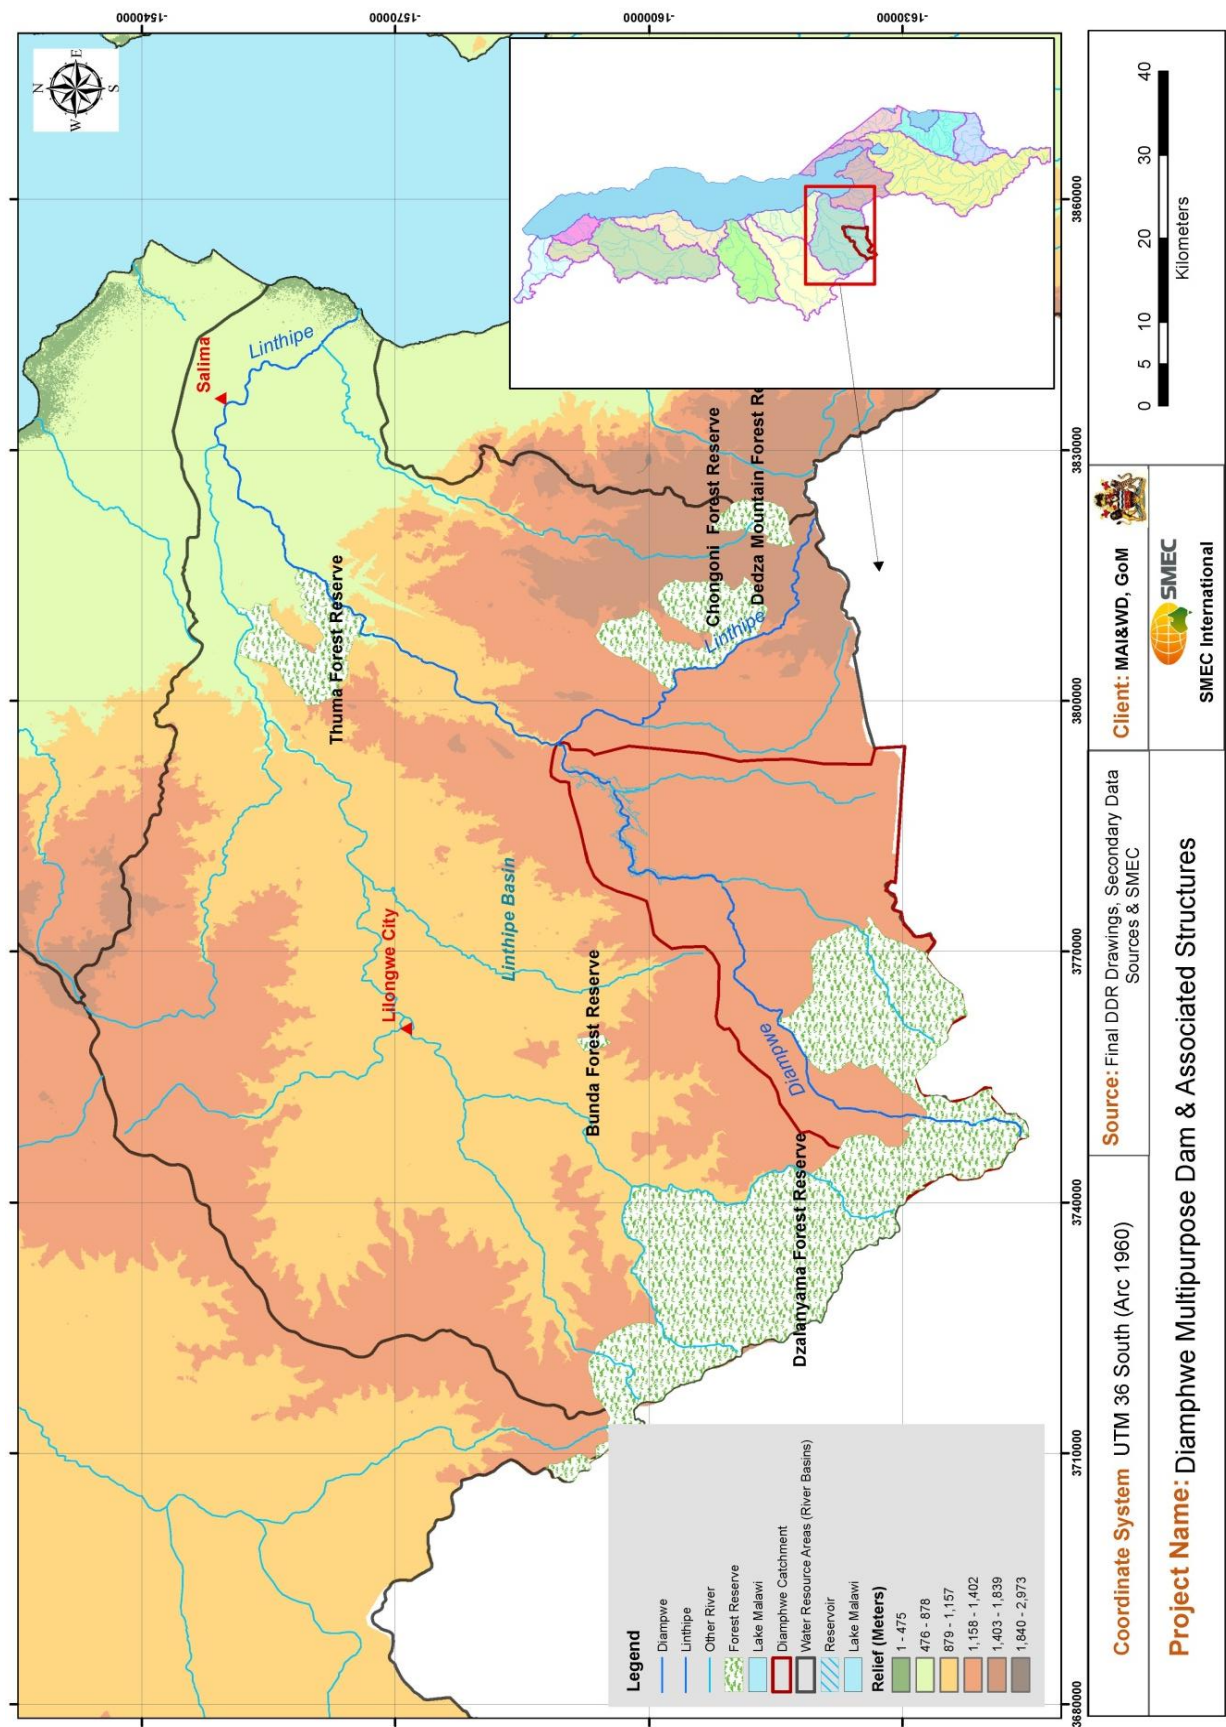 -1540000
-1570000
-1600000
-1630000
N
W
E
S
Salima
Linthipe
Thuma Forest Reserve
Chongoni Forest Reserve
Dedza Mountain Forest Re
Linthipe
Lilongwe City
Linthipe Basin
Bunda Forest Reserve
Diampwe
Dzalanyama Forest Reserve
3680000
3710000
3740000
3770000
3800000
3830000
3860000
Legend
Diampwe
Linthipe
Other River
Forest Reserve
Lake Malawi
Diamphwe Catchment
Water Resource Areas (River Basins)
Reservoir
Lake Malawi
Relief (Meters)
1 - 475
476 - 878
879 - 1,157
1,158 - 1,402
1,403 - 1,839
1,840 - 2,973
Coordinate System UTM 36 South (Arc 1960)
Source: Final DDR Drawings, Secondary Data
Sources & SMEC
Client: MAI&WD, GoM
SMEC
SMEC International
0 10 20 30 40
Kilometers
Project Name: Diamphwe Multipurpose Dam & Associated Structures